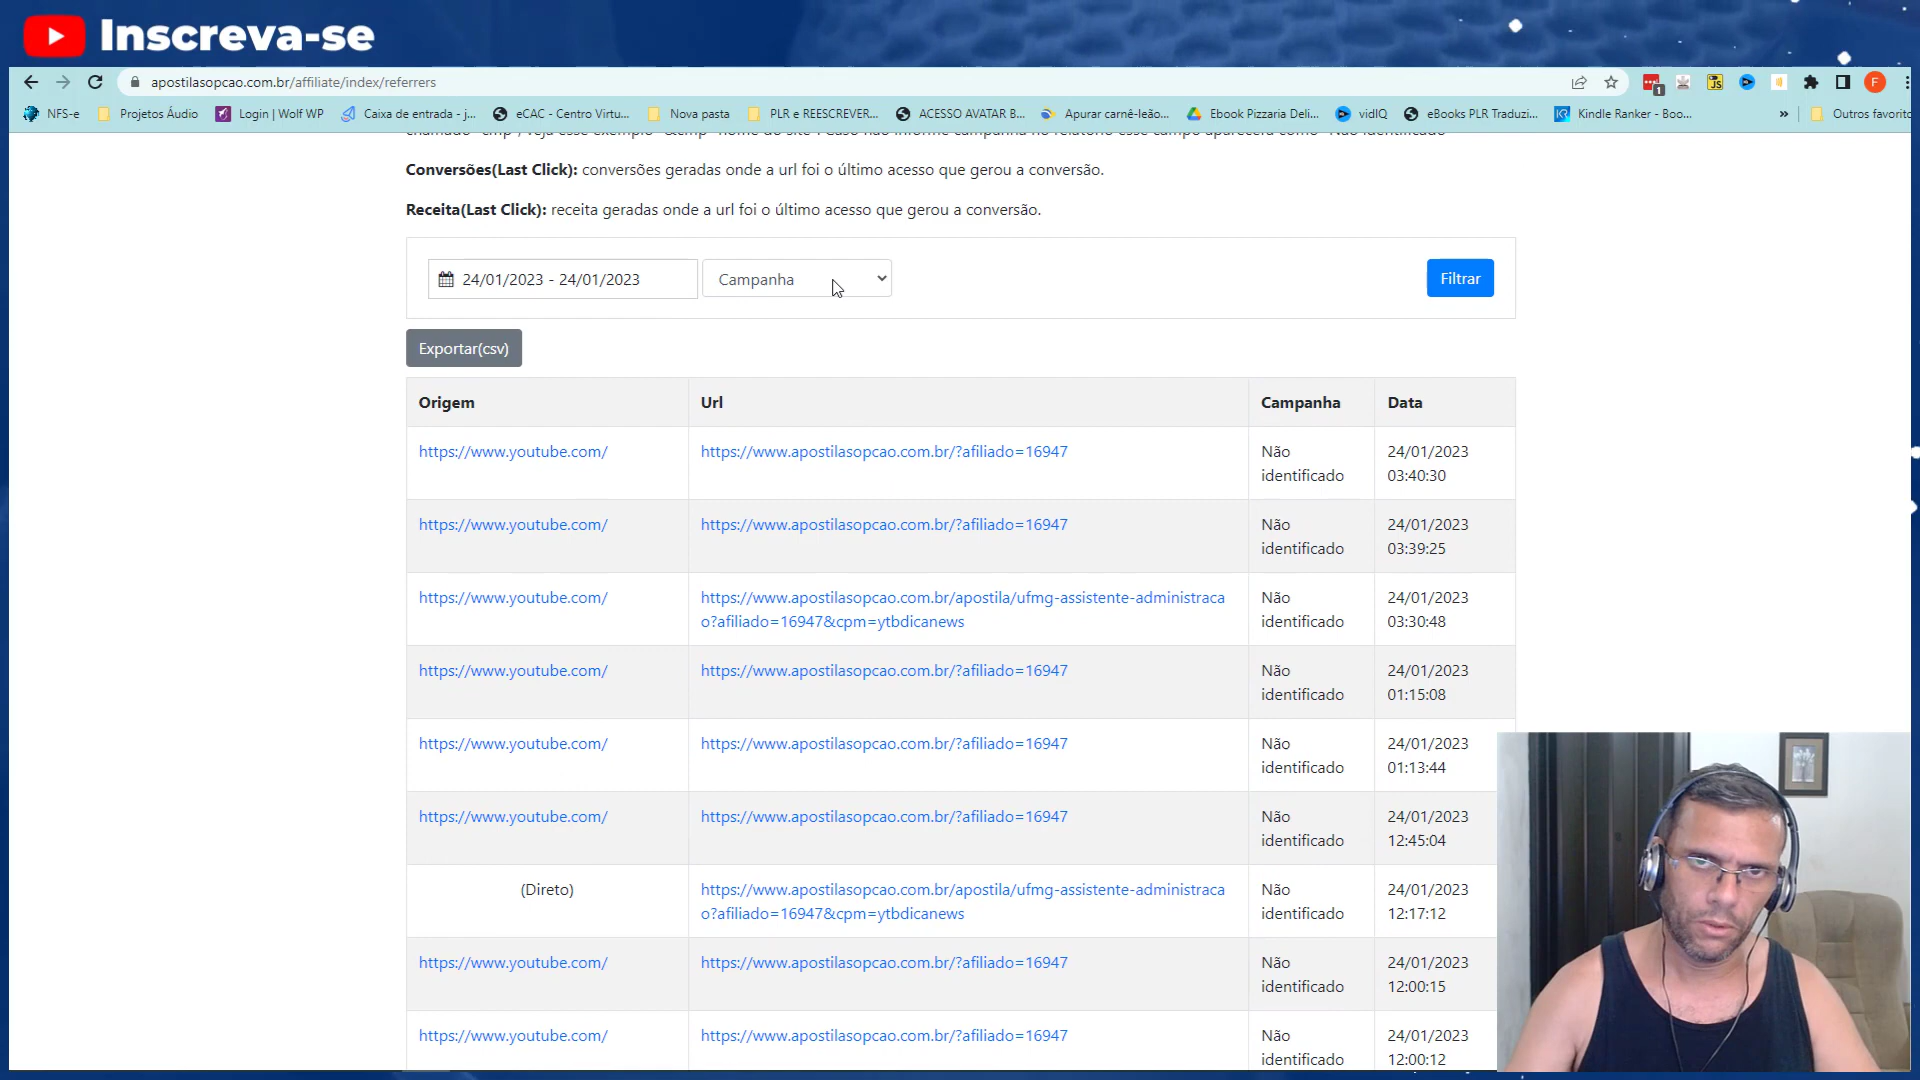 Inscreva-se
apostilasopcao.com.br/affiliate/index/referrers
1
JS
F
NFS-e
Projetos Áudio
Login | Wolf WP
Caixa de entrada - j...
eCAC - Centro Virtu...
Nova pasta
PLR e REESCREVER...
ACESSO AVATAR B...
Apurar carnê-leão...
Ebook Pizzaria Deli...
vidIQ
eBooks PLR Traduzi...
Kindle Ranker - Boo...
»
Outros favorito
Conversões(Last Click): conversões geradas onde a url foi o último acesso que gerou a conversão.
Receita(Last Click): receita geradas onde a url foi o último acesso que gerou a conversão.
24/01/2023 - 24/01/2023
Campanha
Filtrar
Exportar(csv)
Origem Url Campanha Data
https://www.youtube.com/ https://www.apostilasopcao.com.br/?afiliado=16947 Não 24/01/2023
identificado 03:40:30
https://www.youtube.com/ https://www.apostilasopcao.com.br/?afiliado=16947 Não 24/01/2023
identificado 03:39:25
https://www.youtube.com/ https://www.apostilasopcao.com.br/apostila/ufmg-assistente-administraca Não 24/01/2023
o?afiliado=16947&cpm=ytbdicanews identificado 03:30:48
https://www.youtube.com/ https://www.apostilasopcao.com.br/?afiliado=16947 Não 24/01/2023
identificado 01:15:08
https://www.youtube.com/ https://www.apostilasopcao.com.br/?afiliado=16947 Não 24/01/2023
identificado 01:13:44
https://www.youtube.com/ https://www.apostilasopcao.com.br/?afiliado=16947 Não 24/01/2023
identificado 12:45:04
(Direto) https://www.apostilasopcao.com.br/apostila/ufmg-assistente-administraca Não 24/01/2023
o?afiliado=16947&cpm=ytbdicanews identificado 12:17:12
https://www.youtube.com/ https://www.apostilasopcao.com.br/?afiliado=16947 Não 24/01/2023
identificado 12:00:15
https://www.youtube.com/ https://www.apostilasopcao.com.br/?afiliado=16947 Não 24/01/2023
identificado 12:00:12